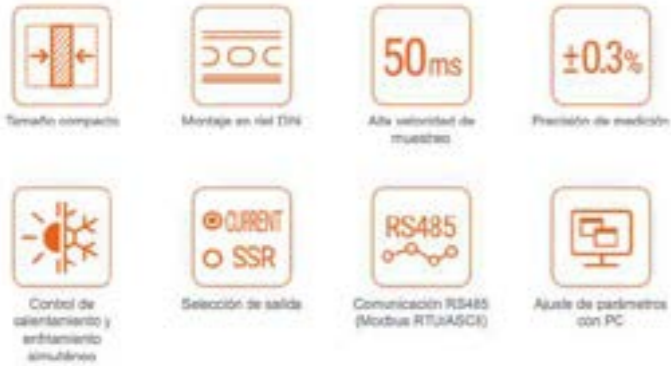 50ms
±0.3%
Tamaño compacto
Montaje en riel DIN
Alta velocidad de
muestreo
Precisión de medición
CURRENT
SSR
RS485
Control de
calentamiento y
enfriamiento
simultáneo
Selección de salida
Comunicación RS485
(Modbus RTU/ASCII)
Ajuste de parámetros
con PC